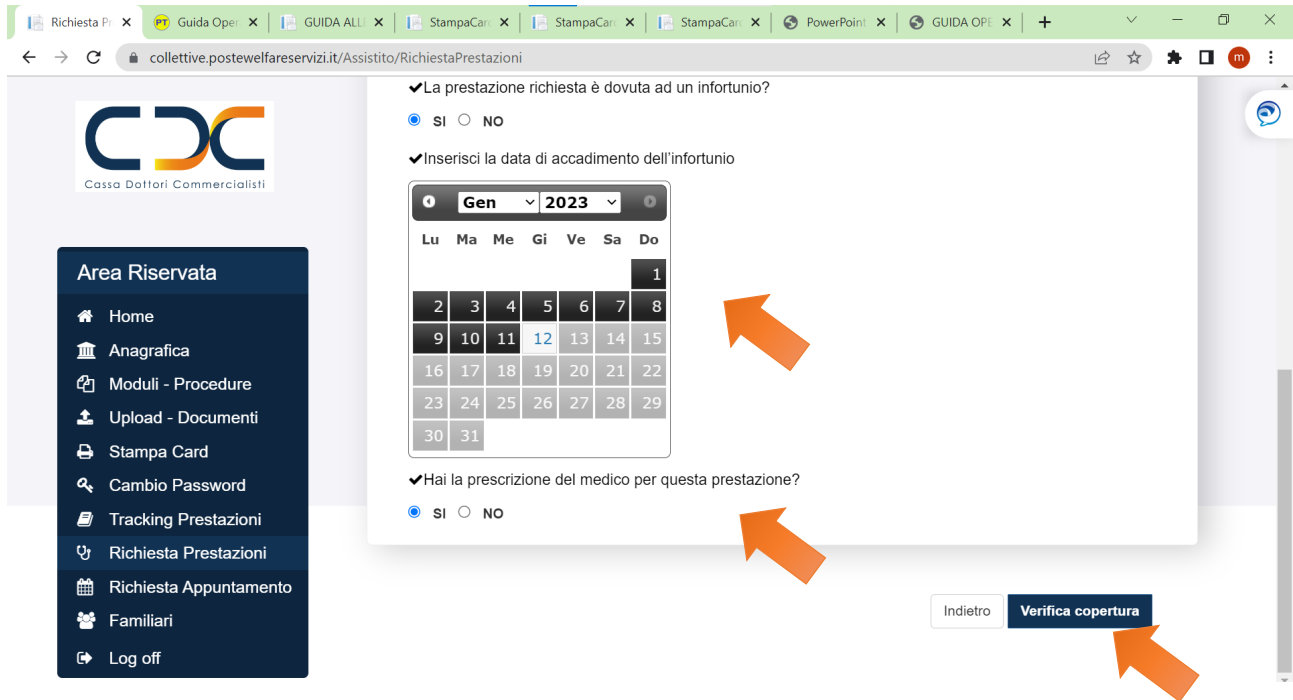 Richiesta Pr
Guida Oper
GUIDA ALL
StampaCar
StampaCar
StampaCar
PowerPoint
GUIDA OPE
collettive.postewelfareservizi.it/Assistito/RichiestaPrestazioni
m
CDC
Cassa Dottori Commercialisti
Area Riservata
Home
Anagrafica
Moduli - Procedure
Upload - Documenti
Stampa Card
Cambio Password
Tracking Prestazioni
Richiesta Prestazioni
Richiesta Appuntamento
Familiari
Log off
✔La prestazione richiesta è dovuta ad un infortunio?
SI NO
✔Inserisci la data di accadimento dell'infortunio
Gen 2023
Lu Ma Me Gi Ve Sa Do
1
2 3 4 5 6 7 8
9 10 11 12 13 14 15
16 17 18 19 20 21 22
23 24 25 26 27 28 29
30 31
✔Hai la prescrizione del medico per questa prestazione?
SI NO
Indietro Verifica copertura